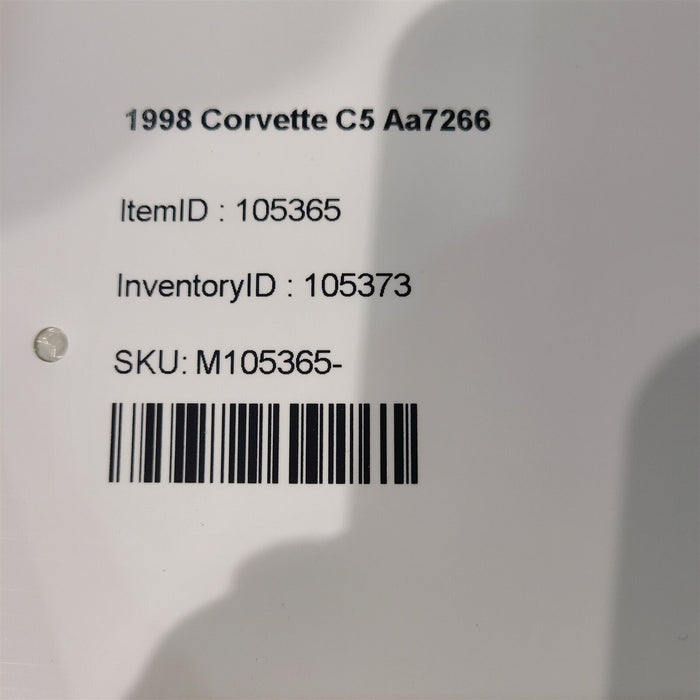 1998 Corvette C5 Aa7266
ItemID : 105365
InventoryID : 105373
SKU: M105365-